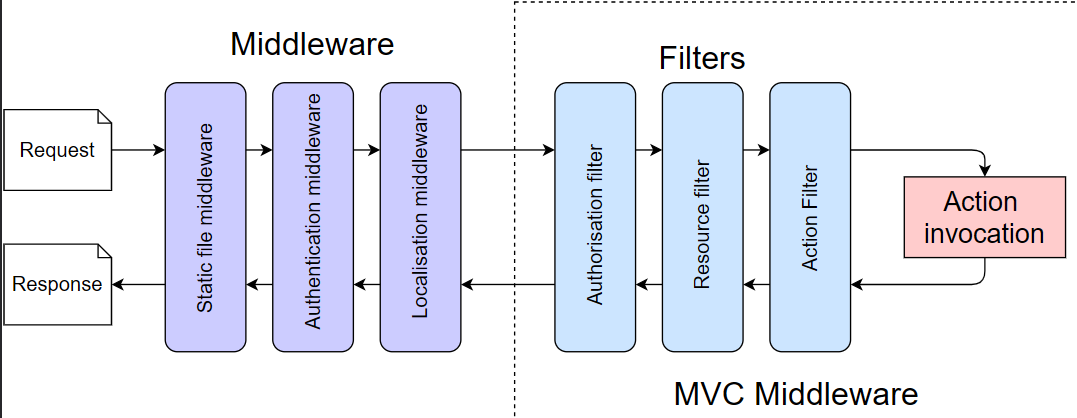 Middleware
Filters
Request
Response
Static file middleware
Authentication middleware
Localisation middleware
Authorisation filter
Resource filter
Action Filter
Action
invocation
MVC Middleware